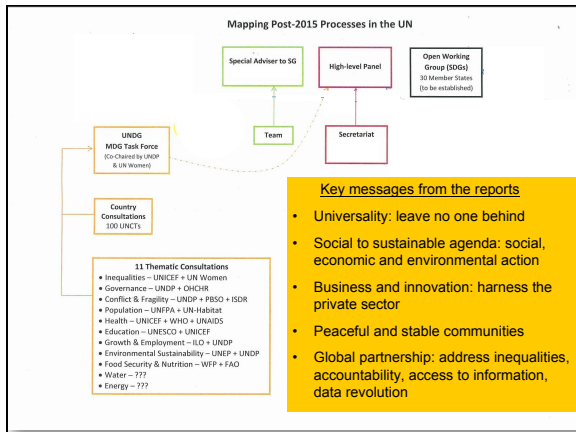 Mapping Post-2015 Processes in the UN
Special Adviser to SG
High-level Panel
Open Working
Group (SDGs)
30 Member States
(to be established)
Team
Secretariat
UNDG
MDG Task Force
(Co-Chaired by UNDP
& UN Women)
Country
Consultations
100 UNCTs
11 Thematic Consultations
• Inequalities – UNICEF + UN Women
• Governance – UNDP + OHCHR
• Conflict & Fragility – UNDP + PBSO + ISDR
• Population – UNFPA + UN-Habitat
• Health – UNICEF + WHO + UNAIDS
• Education – UNESCO + UNICEF
• Growth & Employment – ILO + UNDP
• Environmental Sustainability – UNEP + UNDP
• Food Security & Nutrition – WFP + FAO
• Water – ???
• Energy – ???
Key messages from the reports
• Universality: leave no one behind
• Social to sustainable agenda: social,
economic and environmental action
• Business and innovation: harness the
private sector
• Peaceful and stable communities
• Global partnership: address inequalities,
accountability, access to information,
data revolution